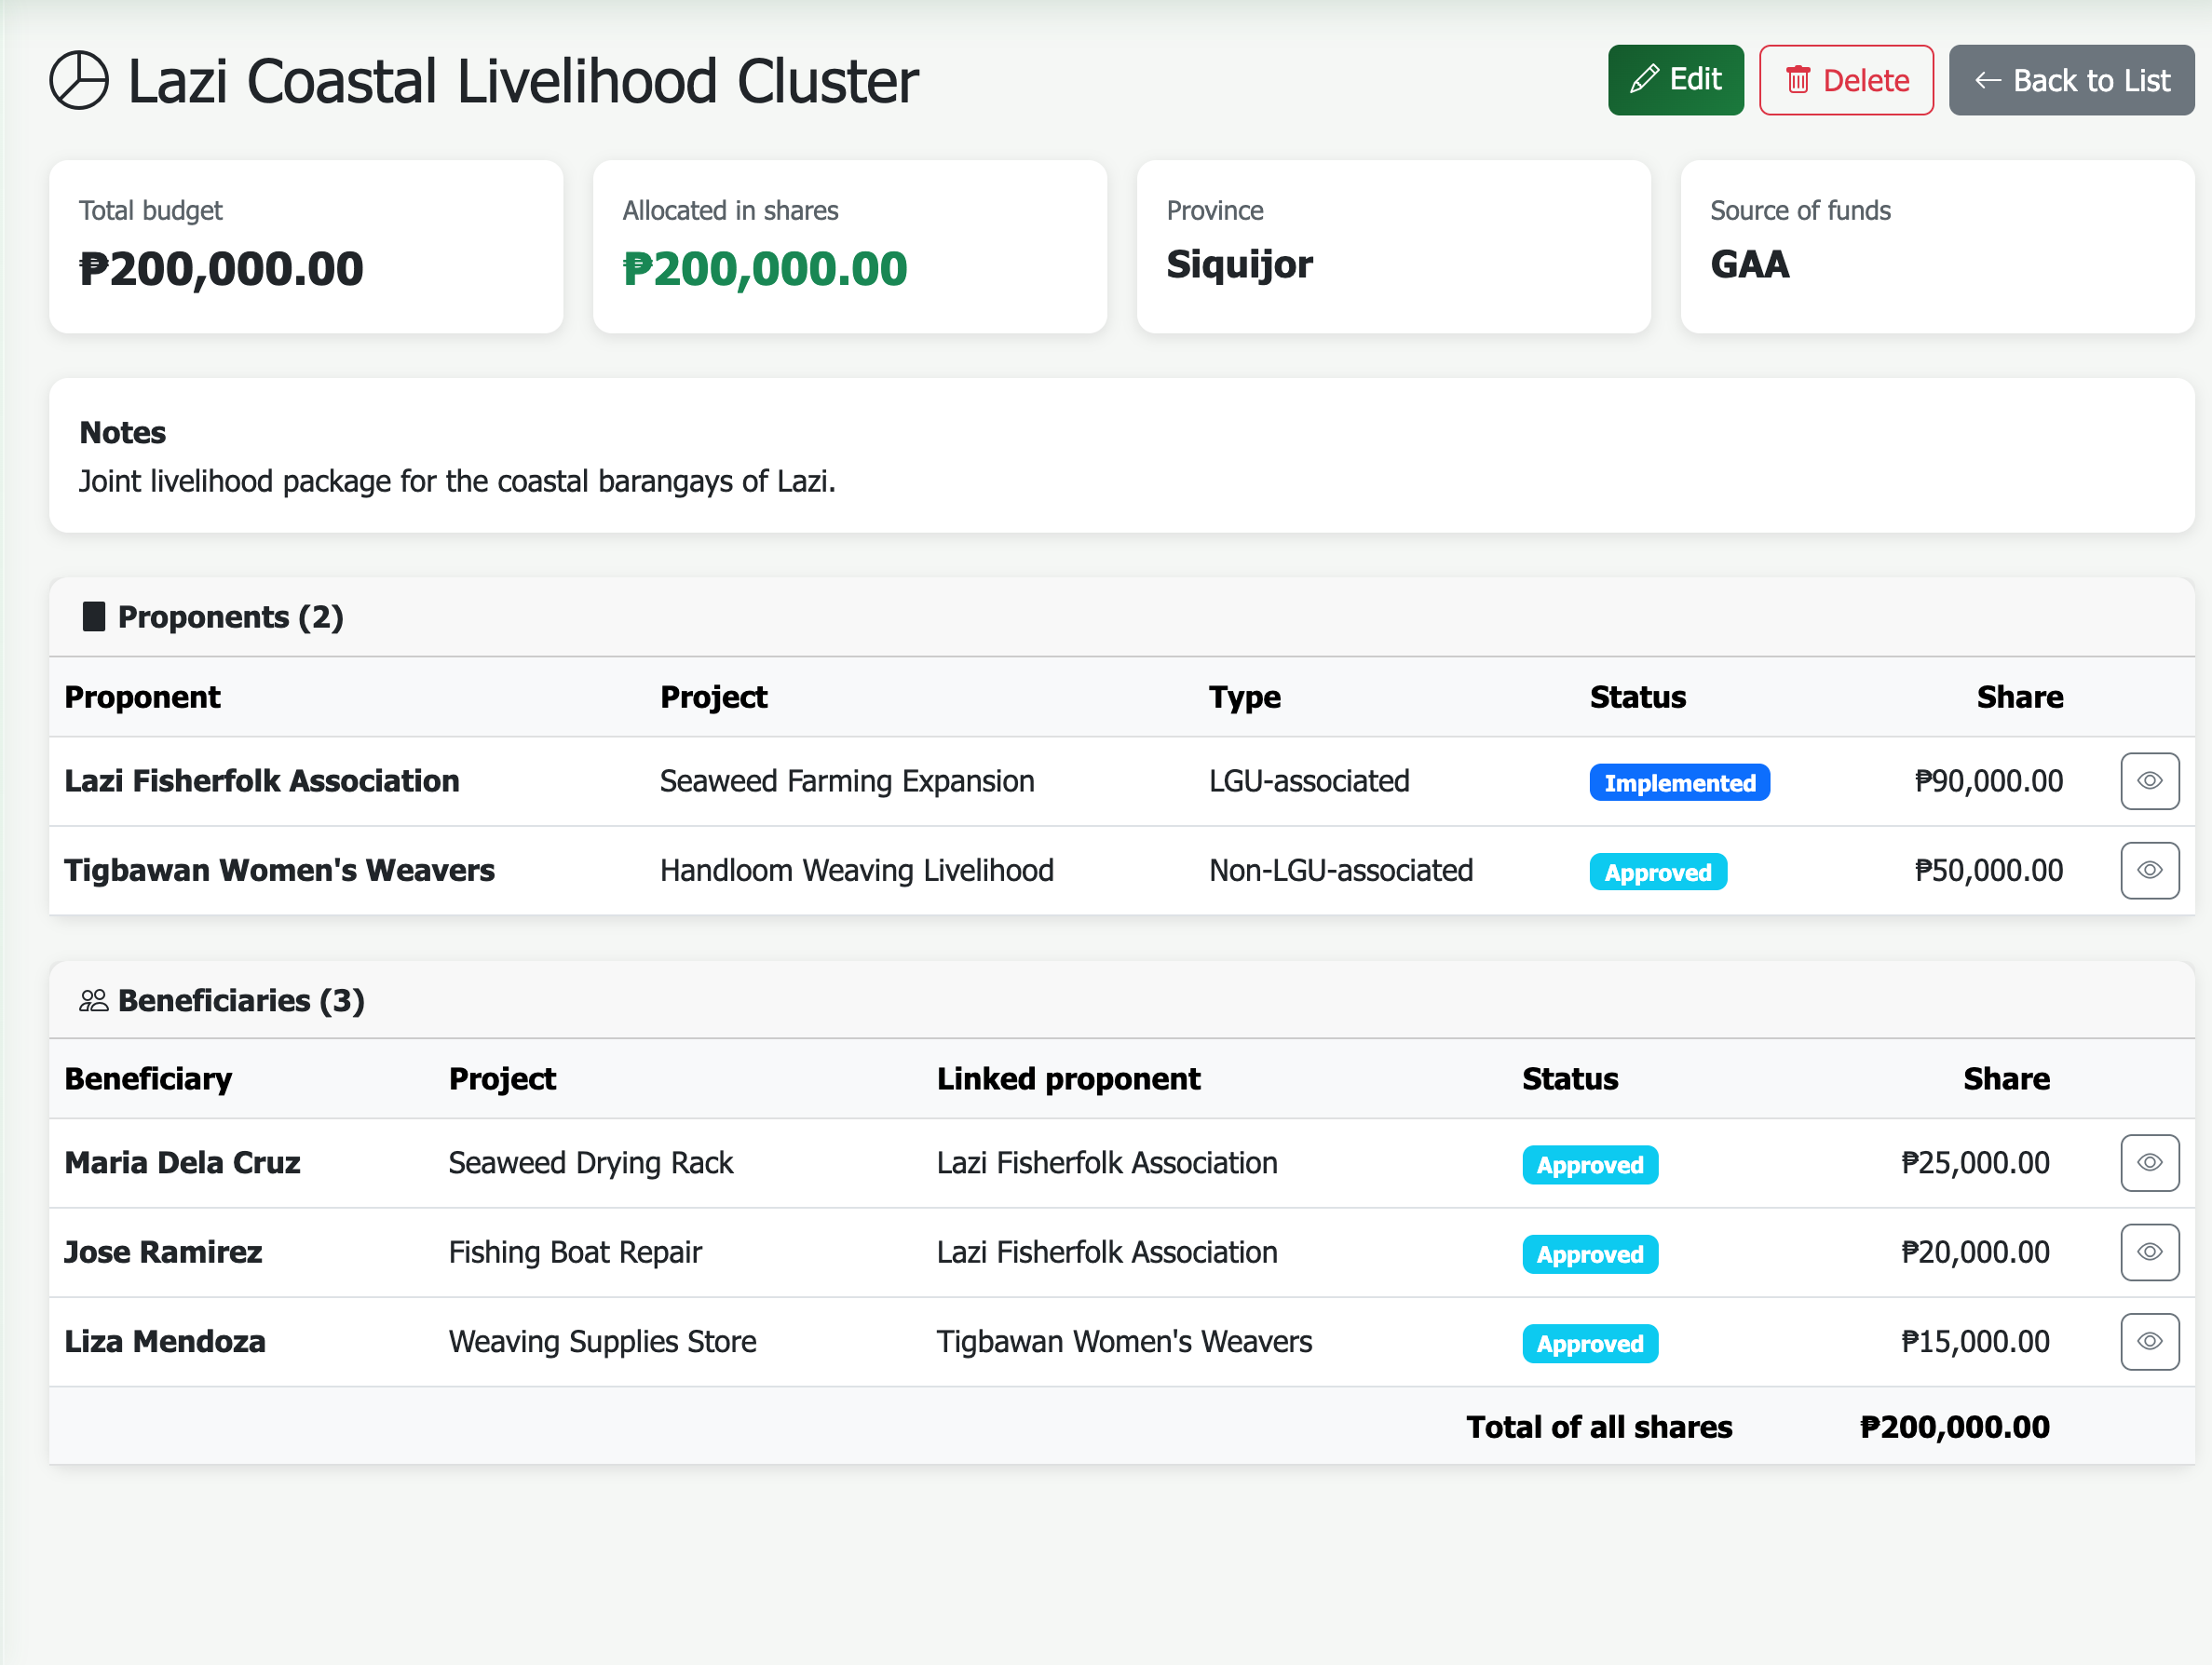 Lazi Coastal Livelihood Cluster
Edit Delete Back to List
Total budget
₱200,000.00
Allocated in shares
₱200,000.00
Province
Siquijor
Source of funds
GAA
Notes
Joint livelihood package for the coastal barangays of Lazi.
Proponents (2)
Proponent Project Type Status Share
Lazi Fisherfolk Association Seaweed Farming Expansion LGU-associated Implemented ₱90,000.00
Tigbawan Women's Weavers Handloom Weaving Livelihood Non-LGU-associated Approved ₱50,000.00
Beneficiaries (3)
Beneficiary Project Linked proponent Status Share
Maria Dela Cruz Seaweed Drying Rack Lazi Fisherfolk Association Approved ₱25,000.00
Jose Ramirez Fishing Boat Repair Lazi Fisherfolk Association Approved ₱20,000.00
Liza Mendoza Weaving Supplies Store Tigbawan Women's Weavers Approved ₱15,000.00
Total of all shares ₱200,000.00